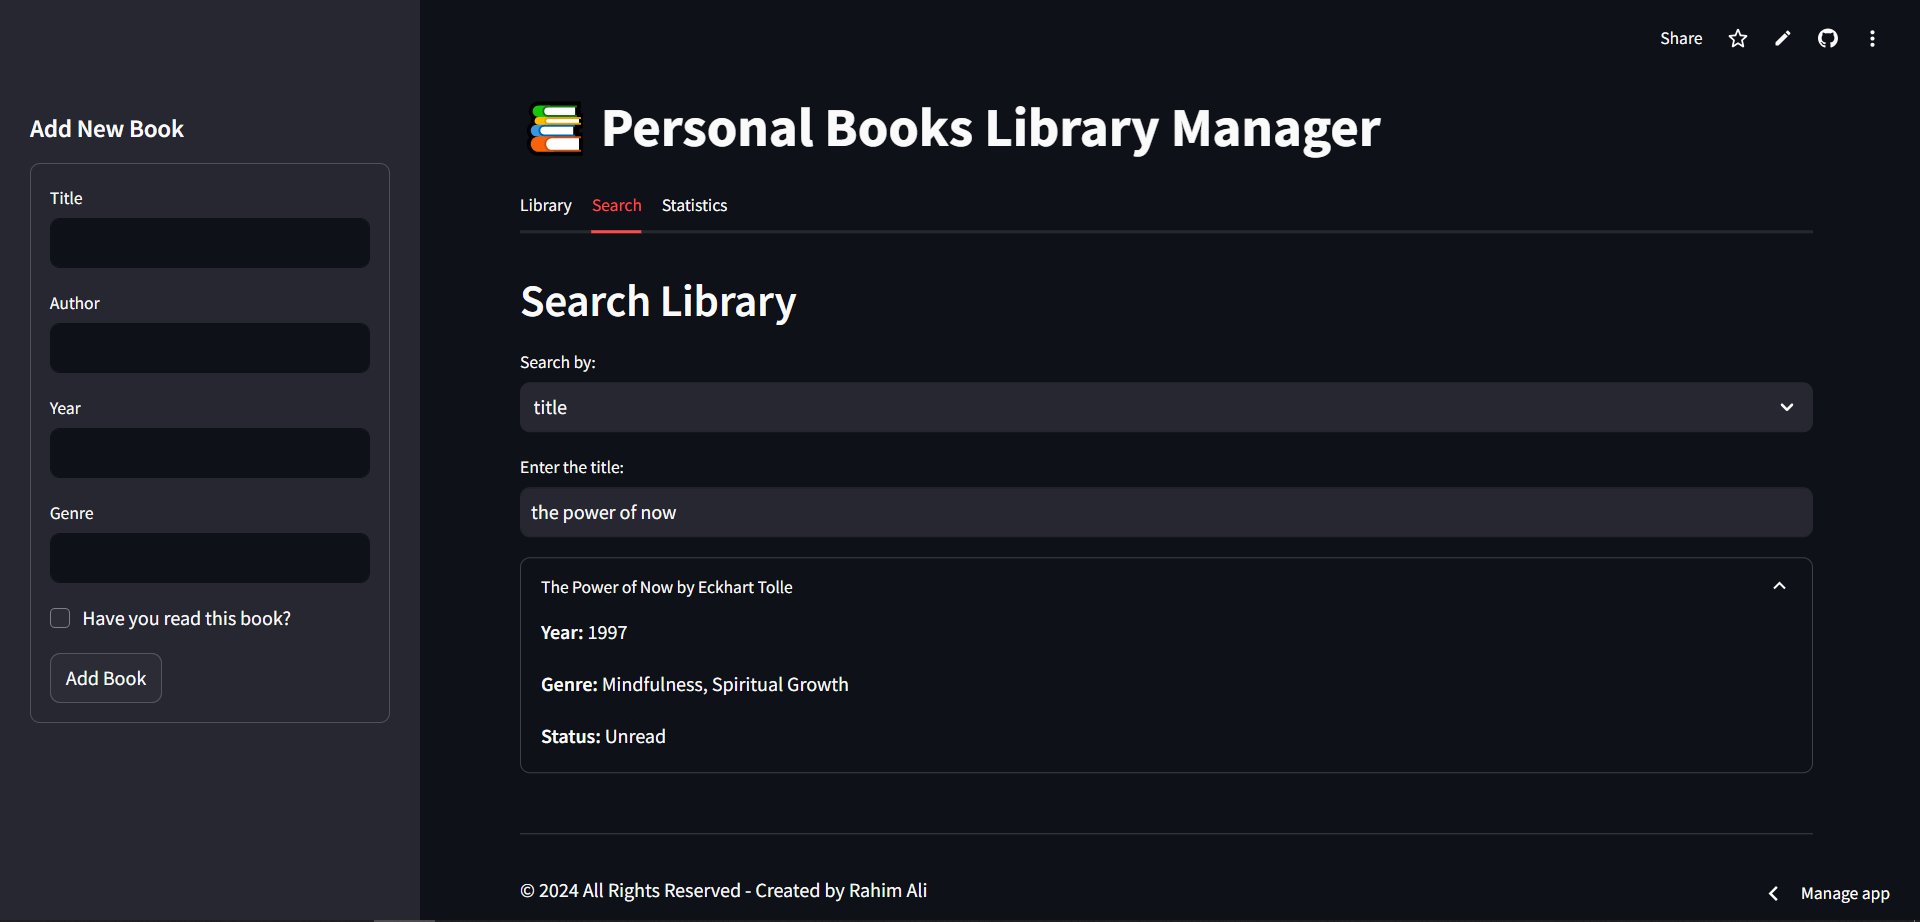 Share
Add New Book
Title
Author
Year
Genre
Have you read this book?
Add Book
Personal Books Library Manager
Library Search Statistics
Search Library
Search by:
title
Enter the title:
the power of now
The Power of Now by Eckhart Tolle
Year: 1997
Genre: Mindfulness, Spiritual Growth
Status: Unread
© 2024 All Rights Reserved - Created by Rahim Ali
Manage app